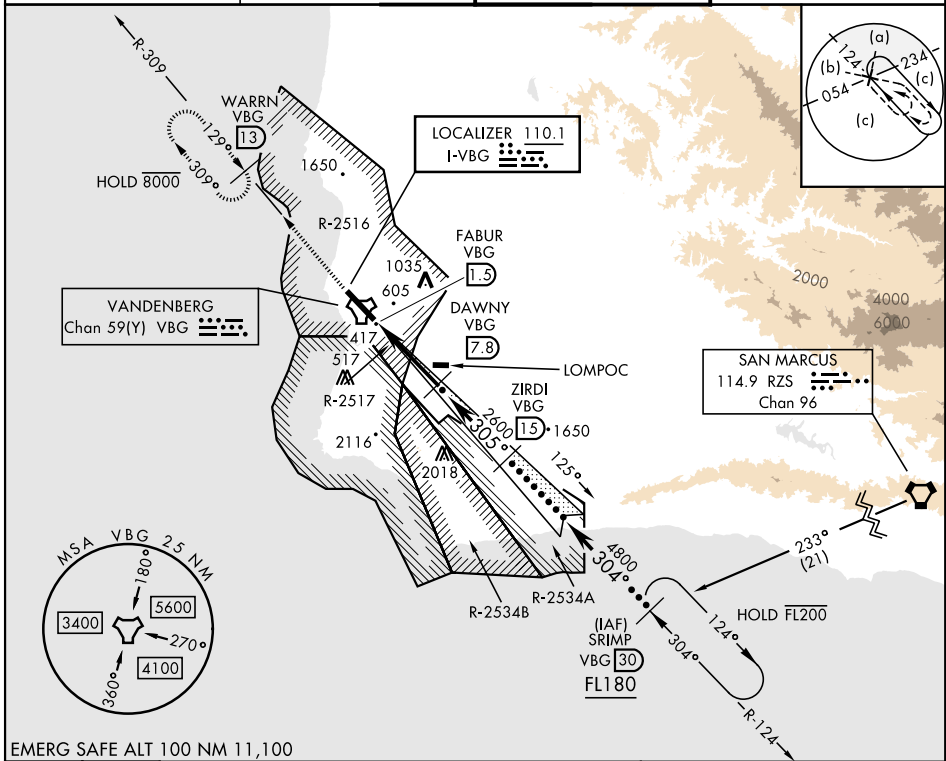 R-309
WARRN
VBG
13
129°
309°
HOLD 8000
1650
R-2516
LOCALIZER 110.1
I-VBG
(a)
124
234
(b)
(c)
054
(c)
FABUR
VBG
1.5
1035
605
DAWNY
VBG
7.8
VANDENBERG
Chan 59(Y) VBG
417
517
R-2517
2116
2018
LOMPOC
2600
305°
ZIRDI
VBG
15
1650
125°
2000
4000
6000
SAN MARCUS
114.9 RZS
Chan 96
233°
(21)
4800
304°
R-2534B
R-2534A
(IAF)
SRIMP
VBG 30
FL180
HOLD FL200
124°
304°
R-124
MSA VBG 25 NM
180°
3400
5600
270°
4100
360°
EMERG SAFE ALT 100 NM 11,100